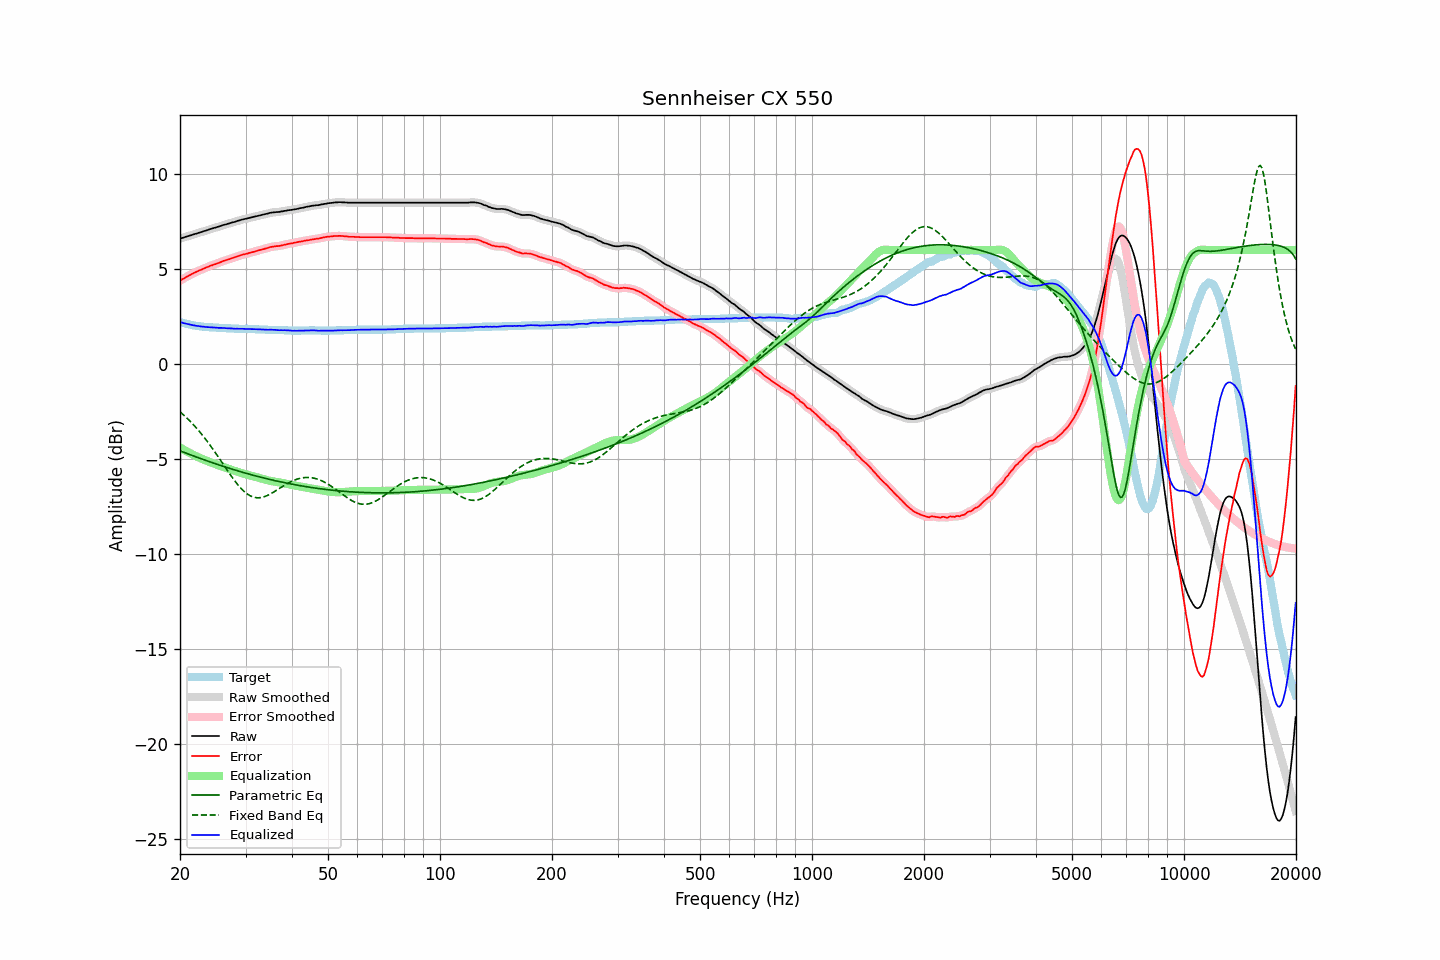 Sennheiser CX 550
Amplitude (dBr)
10
5
0
−5
−10
−15
−20
−25
Target
Raw Smoothed
Error Smoothed
Raw
Error
Equalization
Parametric Eq
Fixed Band Eq
Equalized
20 50 100 200 500 1000 2000 5000 10000 20000
Frequency (Hz)